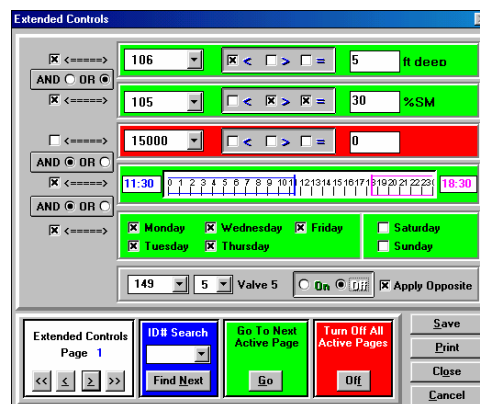 Extended Controls
<=====> 106 < > = 5 ft deep
AND OR
<=====> 105 < > = 30 %SM
<=====> 15000 < > = 0
AND OR
<=====> 11:30 0 1 2 3 4 5 6 7 8 9 10 11 12 13 14 15 16 17 18 19 20 21 22 23 18:30
AND OR
<=====> Monday Wednesday Friday Saturday
Tuesday Thursday Sunday
149 5 Valve 5 On Off Apply Opposite
Extended Controls
Page 1
<< < > >>
ID# Search
Find Next
Go To Next
Active Page
Go
Turn Off All
Active Pages
Off
Save
Print
Close
Cancel